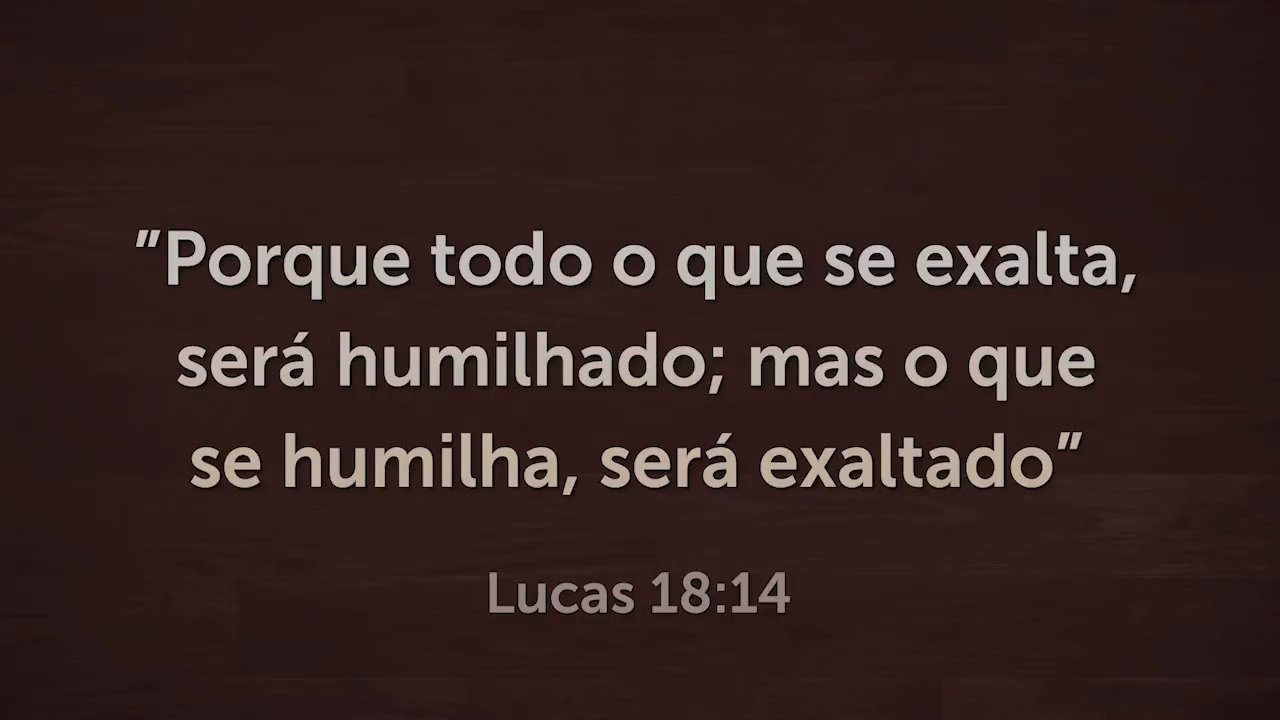 "Porque todo o que se exalta,
será humilhado; mas o que
se humilha, será exaltado"
Lucas 18:14